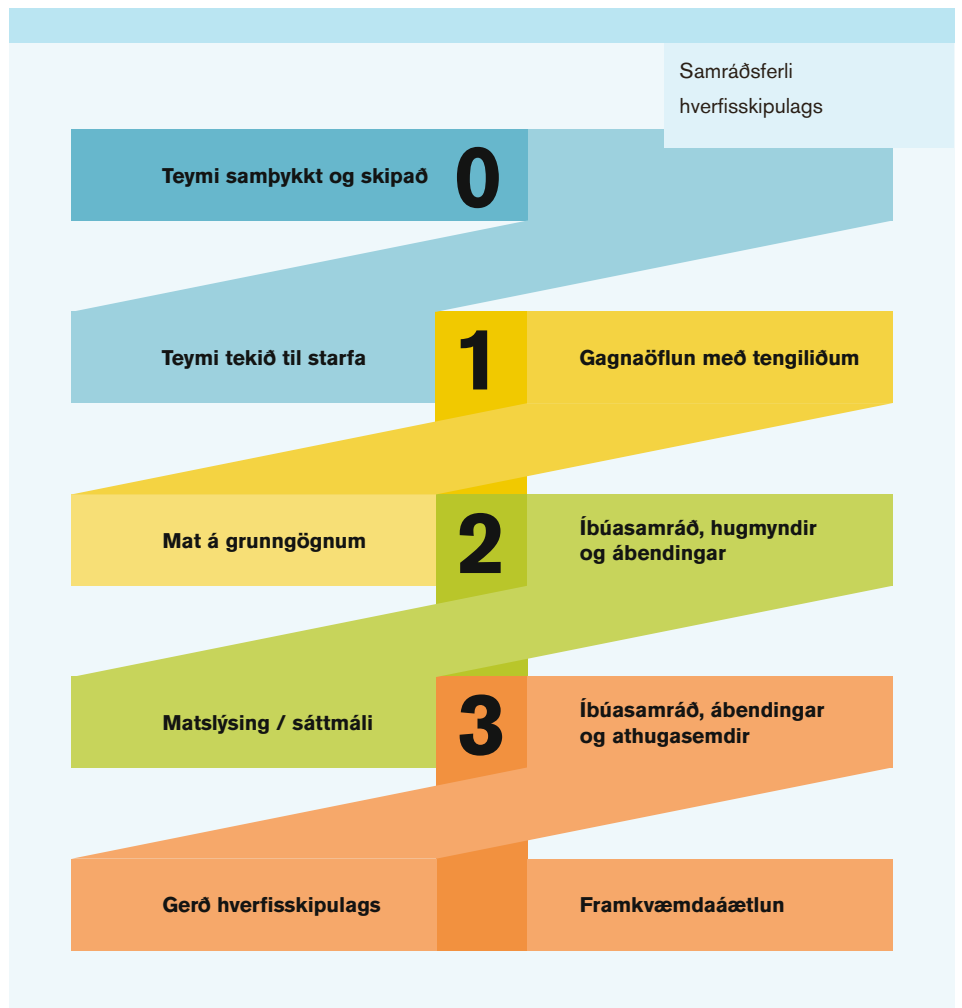 Samráðsferli
hverfisskipulags
Teymi samþykkt og skipað
0
Teymi tekið til starfa
1
Gagnaöflun með tengiliðum
Mat á grunngögnum
2
Íbúasamráð, hugmyndir
og ábendingar
Matslýsing / sáttmáli
3
Íbúasamráð, ábendingar
og athugasemdir
Gerð hverfisskipulags
Framkvæmdaáætlun